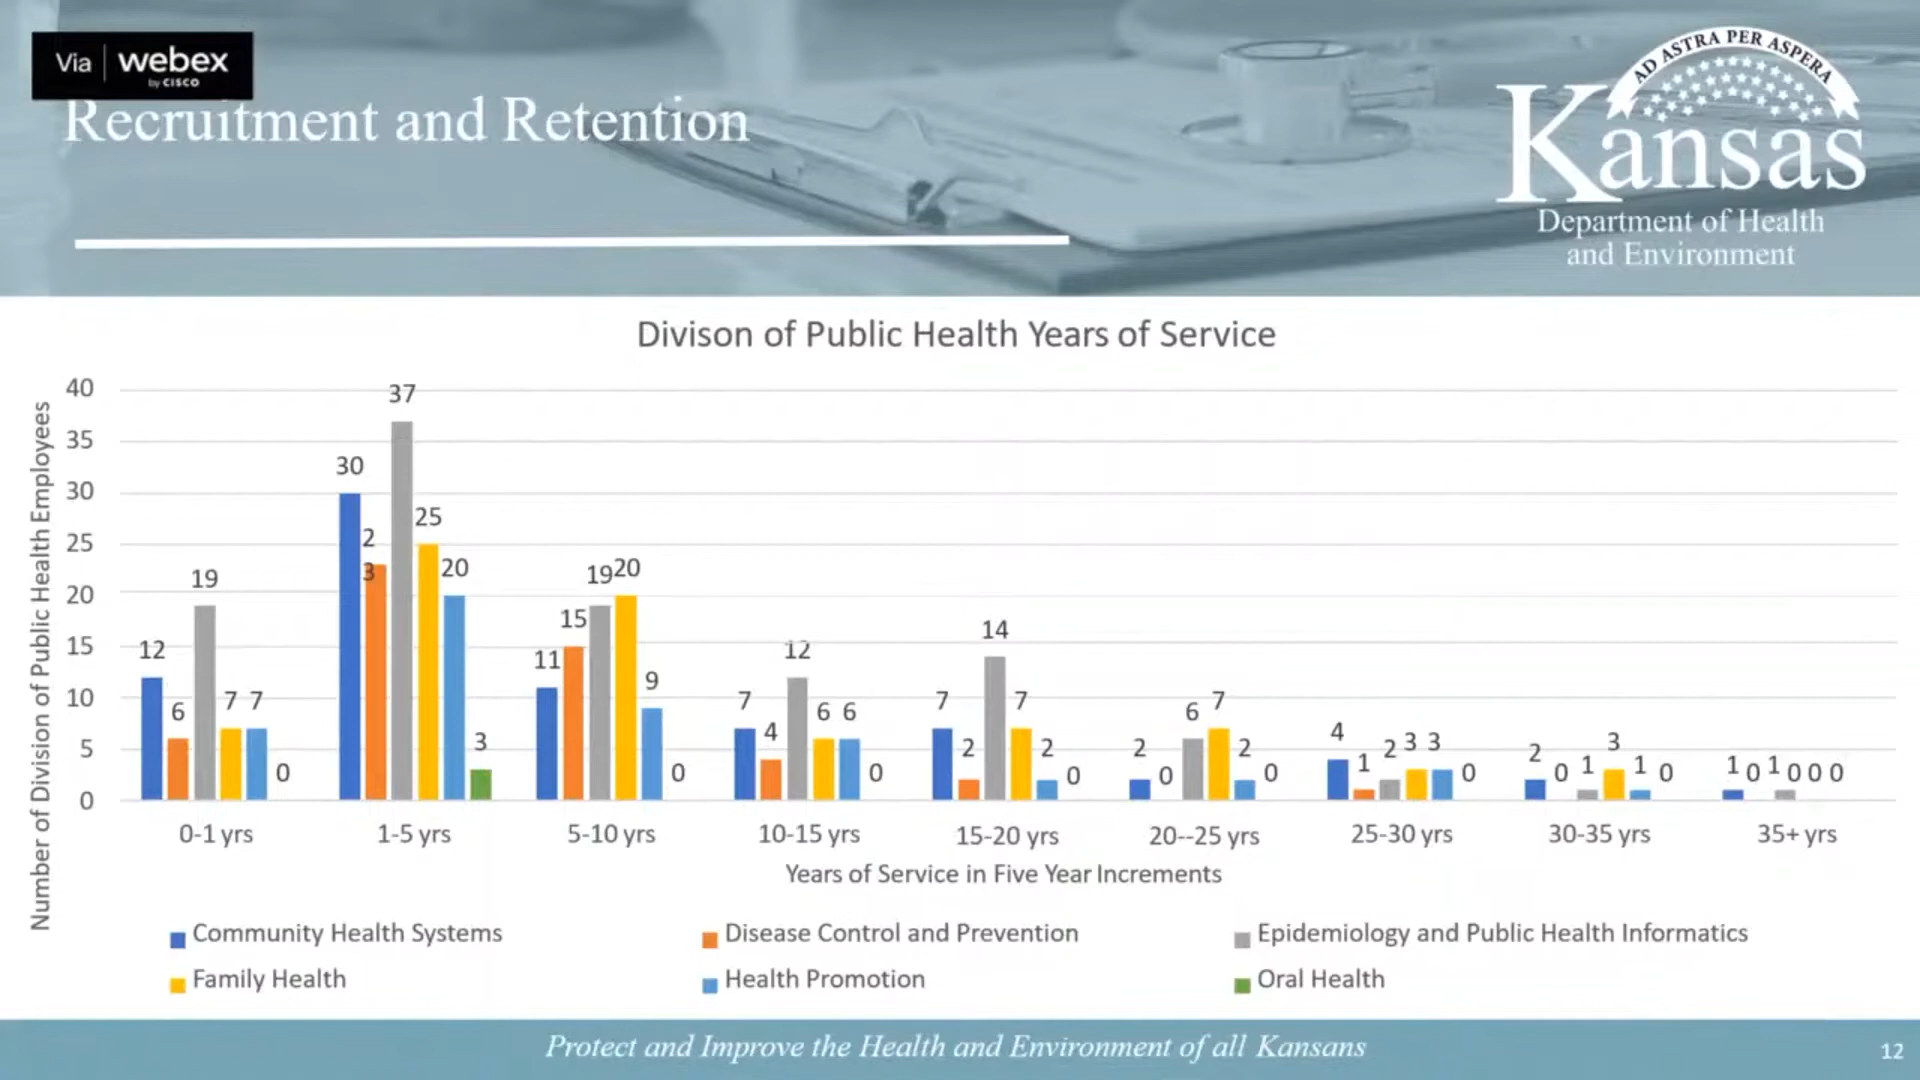 Via webex
by CISCO
Recruitment and Retention
AD ASTRA PER ASPERA
Kansas
Department of Health
and Environment
Divison of Public Health Years of Service
Number of Division of Public Health Employees
40
35
30
25
20
15
10
5
0
12 6 19 7 7 0
30 23 37 25 20 3
11 15 19 20 9 0
7 4 12 6 6 0
7 2 14 7 2 0
2 0 6 7 2 0
4 1 2 3 3 0
2 0 1 3 1 0
1 0 1 0 0 0
0-1 yrs 1-5 yrs 5-10 yrs 10-15 yrs 15-20 yrs 20--25 yrs 25-30 yrs 30-35 yrs 35+ yrs
Years of Service in Five Year Increments
Community Health Systems Disease Control and Prevention Epidemiology and Public Health Informatics
Family Health Health Promotion Oral Health
Protect and Improve the Health and Environment of all Kansans
12